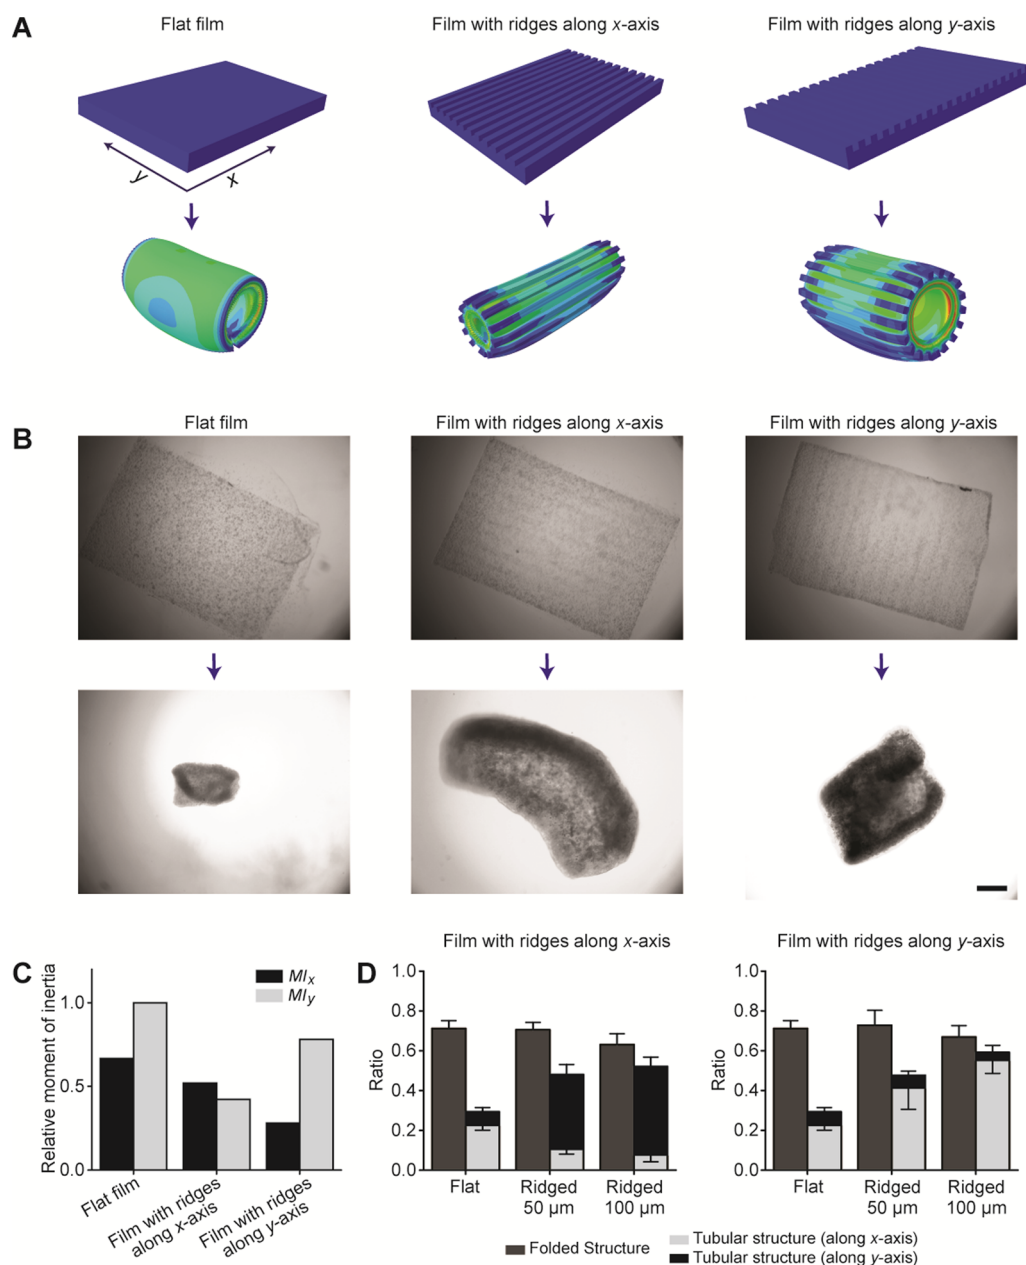 A
Flat film
Film with ridges along x-axis
Film with ridges along y-axis
y
x
B
Flat film
Film with ridges along x-axis
Film with ridges along y-axis
C
Relative moment of inertia
1.0
0.5
0.0
MIx
MIy
Flat film
Film with ridges
along x-axis
Film with ridges
along y-axis
D
Film with ridges along x-axis
Ratio
1.0
0.8
0.6
0.4
0.2
0.0
Flat
Ridged
50 µm
Ridged
100 µm
Film with ridges along y-axis
Ratio
1.0
0.8
0.6
0.4
0.2
0.0
Flat
Ridged
50 µm
Ridged
100 µm
Folded Structure
Tubular structure (along x-axis)
Tubular structure (along y-axis)